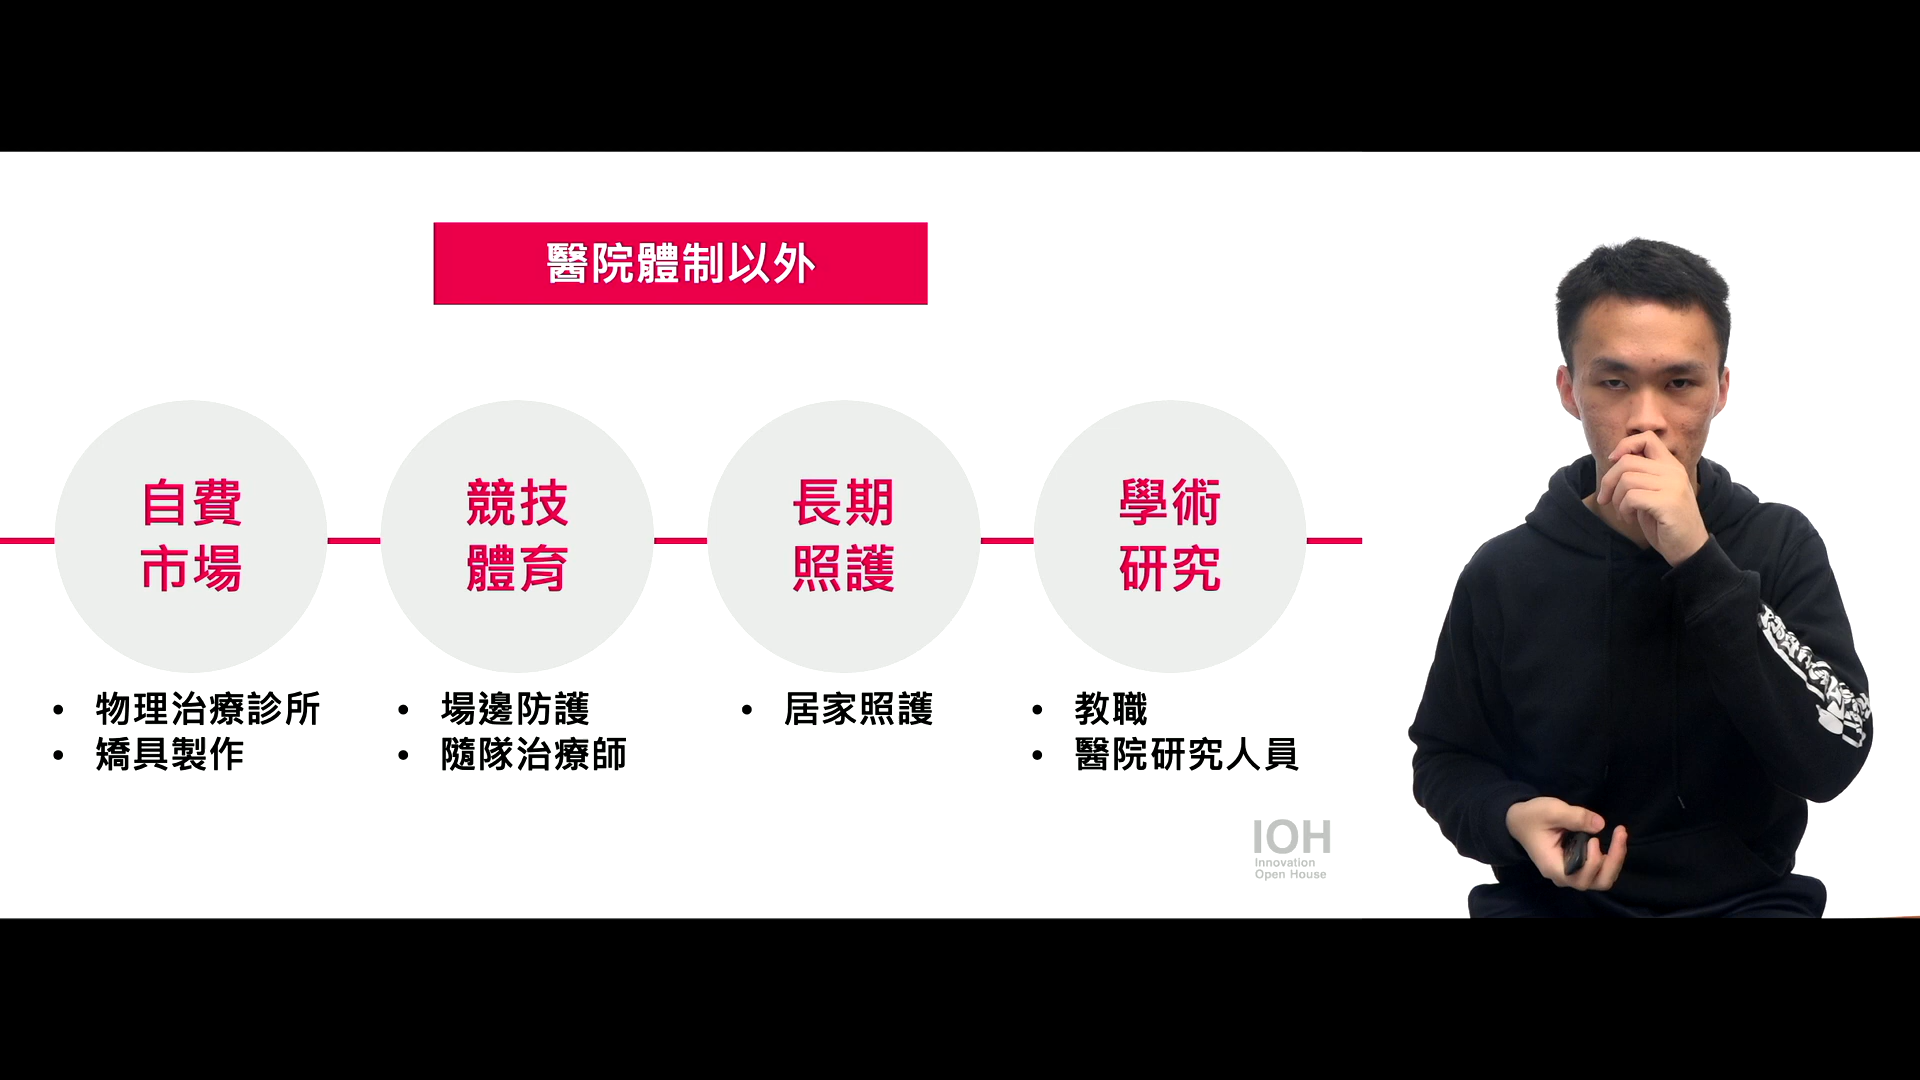 醫院體制以外
自費
市場
競技
體育
長期
照護
學術
研究
• 物理治療診所
• 矯具製作
• 場邊防護
• 隨隊治療師
• 居家照護
• 教職
• 醫院研究人員
IOH
Innovation
Open House